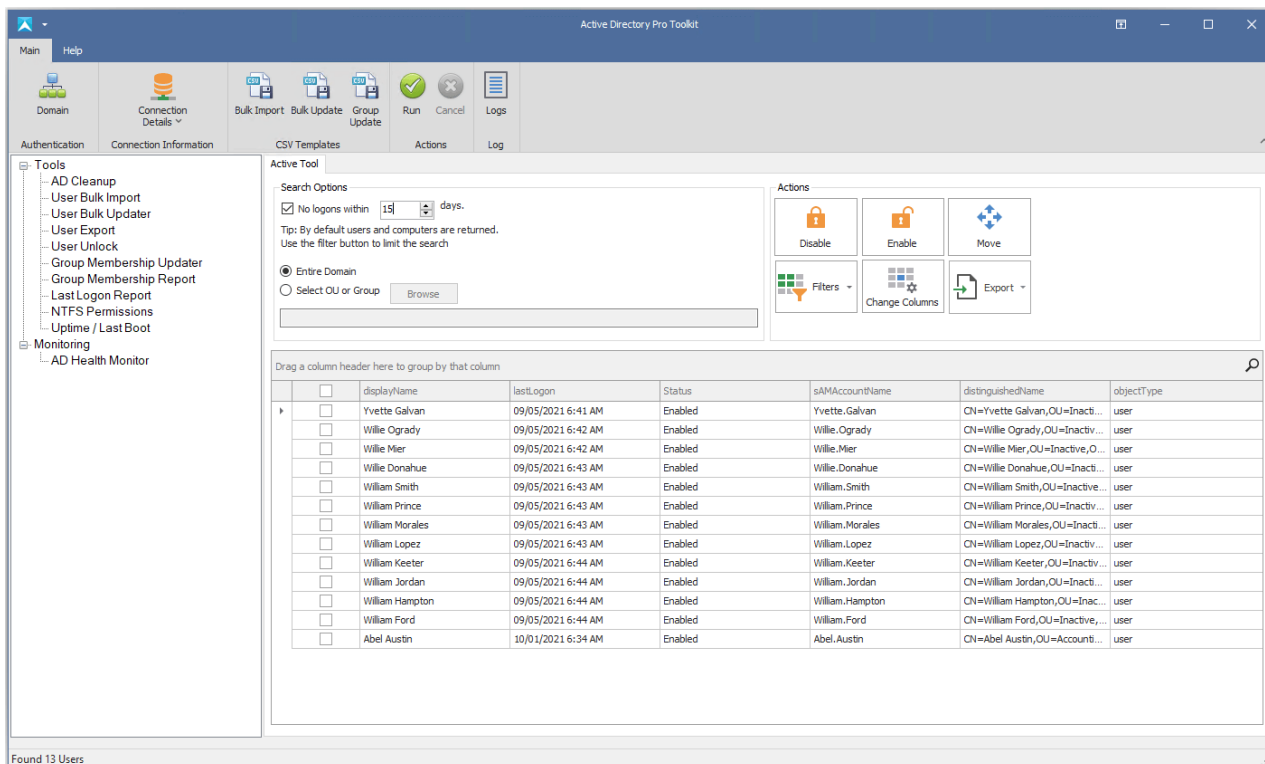 Active Directory Pro Toolkit
Main Help
Domain Connection Details Bulk Import Bulk Update Group Update Run Cancel Logs
Authentication Connection Information CSV Templates Actions Log
Tools
AD Cleanup
User Bulk Import
User Bulk Updater
User Export
User Unlock
Group Membership Updater
Group Membership Report
Last Logon Report
NTFS Permissions
Uptime / Last Boot
Monitoring
AD Health Monitor
Active Tool
Search Options
No logons within 15 days.
Tip: By default users and computers are returned.
Use the filter button to limit the search
Entire Domain
Select OU or Group Browse
Actions
Disable Enable Move
Filters Change Columns Export
Drag a column header here to group by that column
displayName lastLogon Status sAMAccountName distinguishedName objectType
Yvette Galvan 09/05/2021 6:41 AM Enabled Yvette.Galvan CN=Yvette Galvan,OU=Inacti... user
Willie Ogrady 09/05/2021 6:42 AM Enabled Willie.Ogrady CN=Willie Ogrady,OU=Inactiv... user
Willie Mier 09/05/2021 6:42 AM Enabled Willie.Mier CN=Willie Mier,OU=Inactive,O... user
Willie Donahue 09/05/2021 6:43 AM Enabled Willie.Donahue CN=Willie Donahue,OU=Inacti... user
William Smith 09/05/2021 6:43 AM Enabled William.Smith CN=William Smith,OU=Inactive... user
William Prince 09/05/2021 6:43 AM Enabled William.Prince CN=William Prince,OU=Inactiv... user
William Morales 09/05/2021 6:43 AM Enabled William.Morales CN=William Morales,OU=Inacti... user
William Lopez 09/05/2021 6:43 AM Enabled William.Lopez CN=William Lopez,OU=Inactiv... user
William Keeter 09/05/2021 6:44 AM Enabled William.Keeter CN=William Keeter,OU=Inactiv... user
William Jordan 09/05/2021 6:44 AM Enabled William.Jordan CN=William Jordan,OU=Inacti... user
William Hampton 09/05/2021 6:44 AM Enabled William.Hampton CN=William Hampton,OU=Inac... user
William Ford 09/05/2021 6:44 AM Enabled William.Ford CN=William Ford,OU=Inactive,... user
Abel Austin 10/01/2021 6:34 AM Enabled Abel.Austin CN=Abel Austin,OU=Accounti... user
Found 13 Users